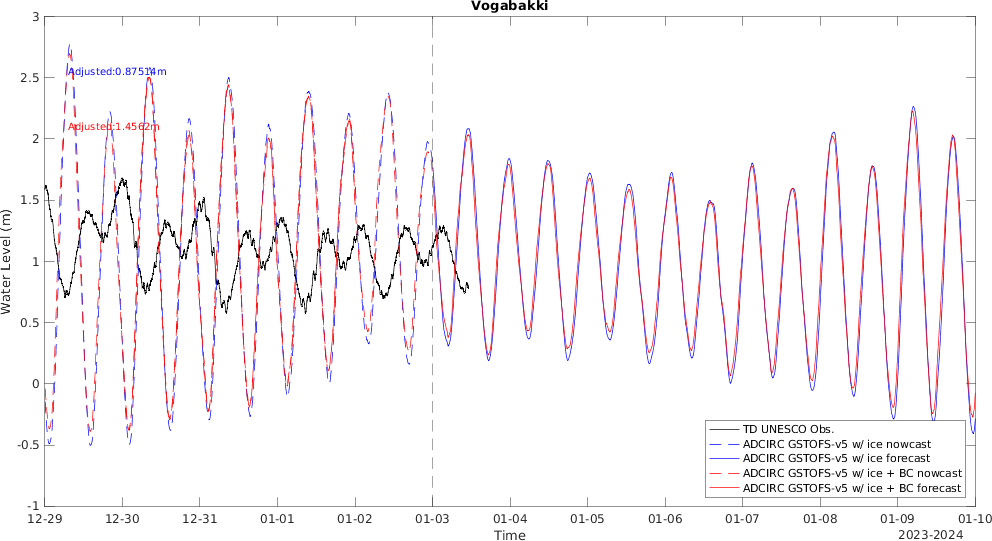 Vogabakki
3
2.5
2
1.5
1
0.5
0
-0.5
-1
Water Level (m)
Adjusted:0.87514m
Adjusted:1.4562m
TD UNESCO Obs.
ADCIRC GSTOFS-v5 w/ ice nowcast
ADCIRC GSTOFS-v5 w/ ice forecast
ADCIRC GSTOFS-v5 w/ ice + BC nowcast
ADCIRC GSTOFS-v5 w/ ice + BC forecast
12-29 12-30 12-31 01-01 01-02 01-03 01-04 01-05 01-06 01-07 01-08 01-09 01-10
Time
2023-2024